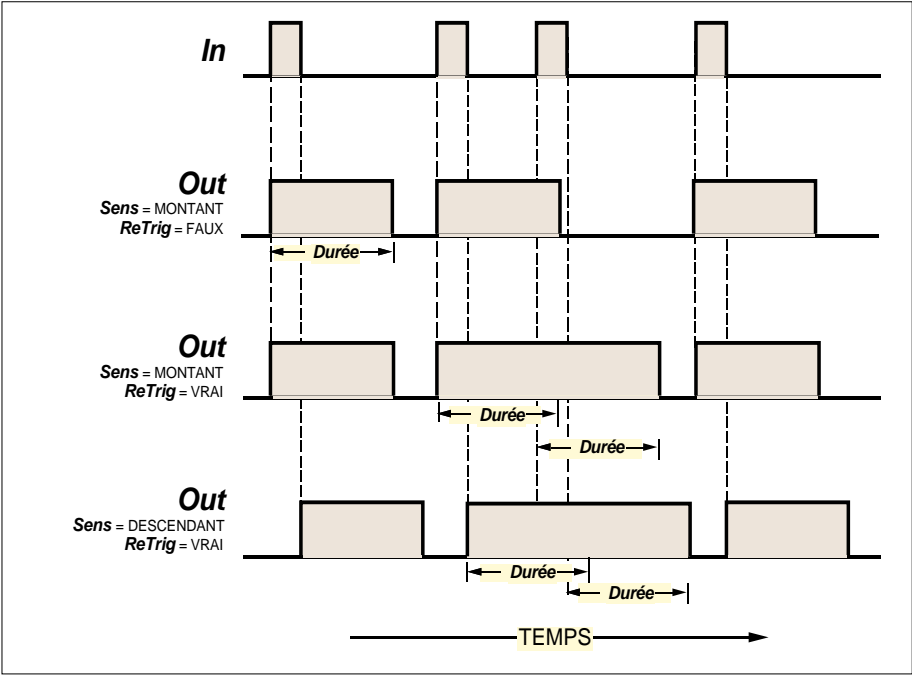 In
Out
Sens = MONTANT
ReTrig = FAUX
Durée
Out
Sens = MONTANT
ReTrig = VRAI
Durée
Durée
Out
Sens = DESCENDANT
ReTrig = VRAI
Durée
Durée
TEMPS